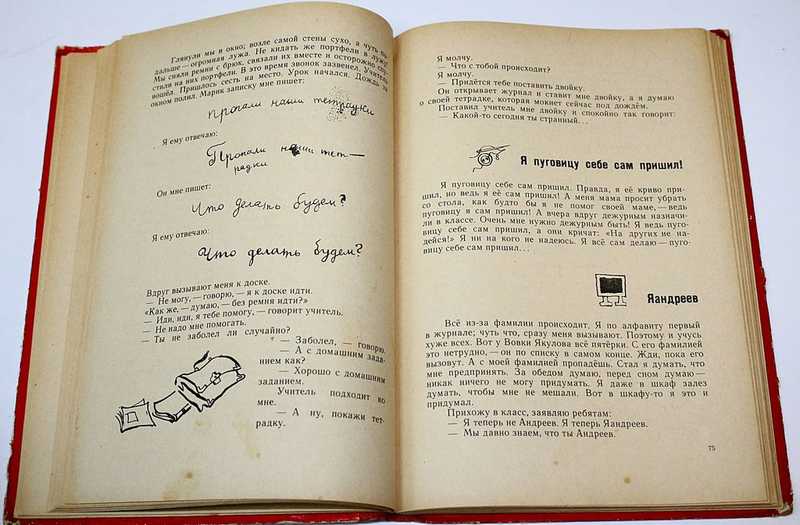 Глянули мы в окно; возле самой стены сухо, а чуть по-
дальше — огромная лужа. Не кидать же портфели в лужу.
Мы сняли ремни с брюк, связали их вместе и осторожно
стили на них портфели. В это время звонок зазвенел. Учитель
вошёл. Пришлось сесть на место. Урок начался. Дождь за
окном полил. Марик записку мне пишет:
Пропали наши тетрадки
Я ему отвечаю:
Пропали наши тет-
радки
Он мне пишет:
Что делать будем?
Я ему отвечаю:
Что делать будем?
Вдруг вызывают меня к доске.
— Не могу, — говорю, — я к доске идти.
«Как же, — думаю, — без ремня идти?»
— Иди, иди, я тебе помогу, — говорит учитель.
— Не надо мне помогать.
— Ты не заболел ли случайно?
— Заболел, — говорю.
— А с домашним зада-
нием как?
— Хорошо с домашним
заданием.
Учитель подходит ко
мне.
— А ну, покажи тет-
радку.
Я молчу.
— Что с тобой происходит?
Я молчу.
— Придётся тебе поставить двойку.
Он открывает журнал и ставит мне двойку, а я думаю
о своей тетрадке, которая мокнет сейчас под дождём.
Поставил учитель мне двойку и спокойно так говорит:
— Какой-то сегодня ты странный...
Я пуговицу себе сам пришил!
Я пуговицу себе сам пришил. Правда, я её криво при-
шил, но ведь я её сам пришил! А меня мама просит убрать
со стола, как будто бы я не помог своей маме, — ведь
пуговицу я сам пришил! А вчера вдруг дежурным назначи-
ли в классе. Очень мне нужно дежурным быть! Я ведь пуго-
вицу себе сам пришил, а они кричат: «На других не на-
дейся!» Я ни на кого не надеюсь. Я всё сам делаю — пуго-
вицу себе сам пришил...
Яандреев
Всё из-за фамилии происходит. Я по алфавиту первый
в журнале; чуть что, сразу меня вызывают. Поэтому и учусь
хуже всех. Вот у Вовки Якулова все пятёрки. С его фамилией
это нетрудно, — он по списку в самом конце. Жди, пока его
вызовут. А с моей фамилией пропадёшь. Стал я думать, что
мне предпринять. За обедом думаю, перед сном думаю —
никак ничего не могу придумать. Я даже в шкаф залез
думать, чтобы мне не мешали. Вот в шкафу-то я это и
придумал.
Прихожу в класс, заявляю ребятам:
— Я теперь не Андреев. Я теперь Яандреев.
— Мы давно знаем, что ты Андреев.
75